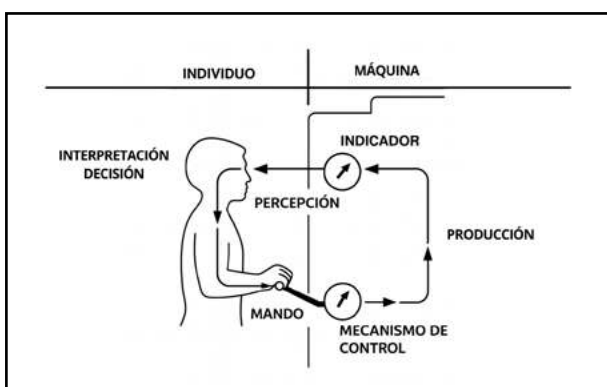 INDIVIDUO
MÁQUINA
INDICADOR
INTERPRETACIÓN
DECISIÓN
PERCEPCIÓN
PRODUCCIÓN
MANDO
MECANISMO DE
CONTROL